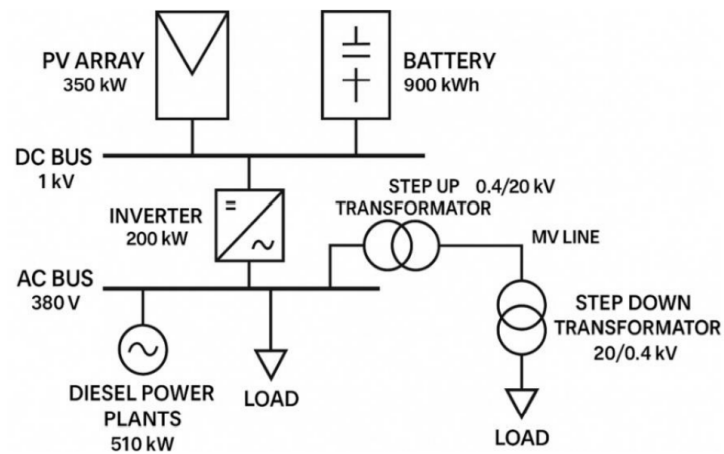 PV ARRAY
350 kW
BATTERY
900 kWh
DC BUS
1 kV
INVERTER
200 kW
=
~
STEP UP 0.4/20 kV
TRANSFORMATOR
MV LINE
AC BUS
380 V
STEP DOWN
TRANSFORMATOR
20/0.4 kV
~
DIESEL POWER
PLANTS
510 kW
LOAD
LOAD